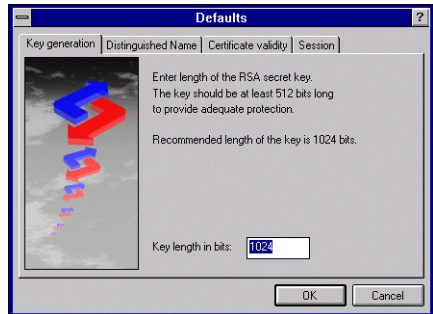 Defaults ?
Key generation Distinguished Name Certificate validity Session
Enter length of the RSA secret key.
The key should be at least 512 bits long
to provide adequate protection.
Recommended length of the key is 1024 bits.
Key length in bits: 1024
OK Cancel